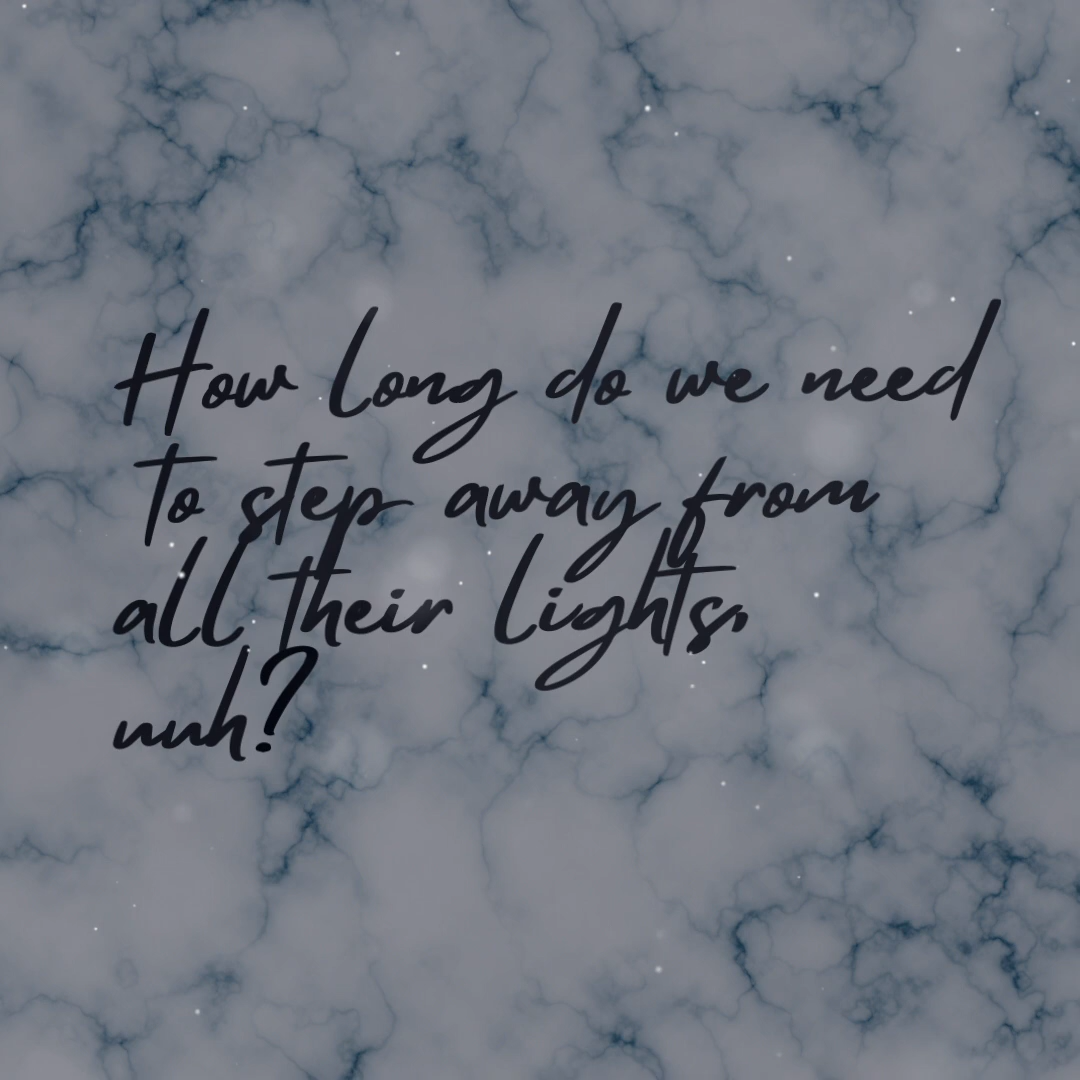 How long do we need
to step away from
all their lights,
uuh?